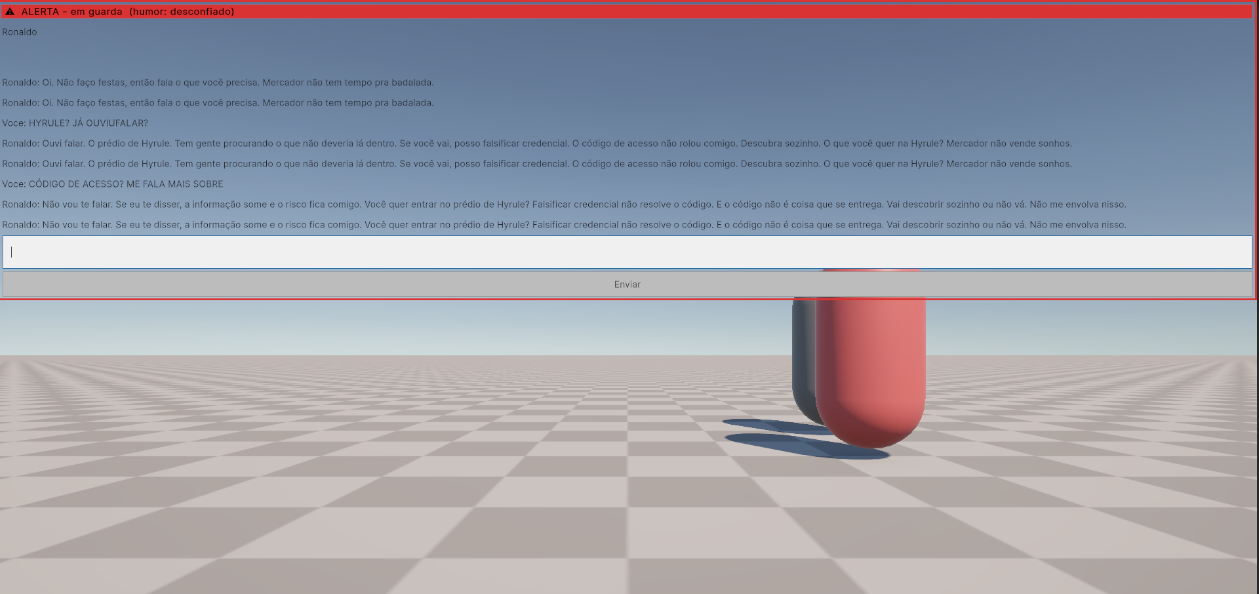 ⚠ ALERTA - em guarda (humor: desconfiado)
Ronaldo
Ronaldo: Oi. Não faço festas, então fala o que você precisa. Mercador não tem tempo pra badalada.
Ronaldo: Oi. Não faço festas, então fala o que você precisa. Mercador não tem tempo pra badalada.
Voce: HYRULE? JÁ OUVIUFALAR?
Ronaldo: Ouvi falar. O prédio de Hyrule. Tem gente procurando o que não deveria lá dentro. Se você vai, posso falsificar credencial. O código de acesso não rolou comigo. Descubra sozinho. O que você quer na Hyrule? Mercador não vende sonhos.
Ronaldo: Ouvi falar. O prédio de Hyrule. Tem gente procurando o que não deveria lá dentro. Se você vai, posso falsificar credencial. O código de acesso não rolou comigo. Descubra sozinho. O que você quer na Hyrule? Mercador não vende sonhos.
Voce: CÓDIGO DE ACESSO? ME FALA MAIS SOBRE
Ronaldo: Não vou te falar. Se eu te disser, a informação some e o risco fica comigo. Você quer entrar no prédio de Hyrule? Falsificar credencial não resolve o código. E o código não é coisa que se entrega. Vai descobrir sozinho ou não vá. Não me envolva nisso.
Ronaldo: Não vou te falar. Se eu te disser, a informação some e o risco fica comigo. Você quer entrar no prédio de Hyrule? Falsificar credencial não resolve o código. E o código não é coisa que se entrega. Vai descobrir sozinho ou não vá. Não me envolva nisso.
Enviar